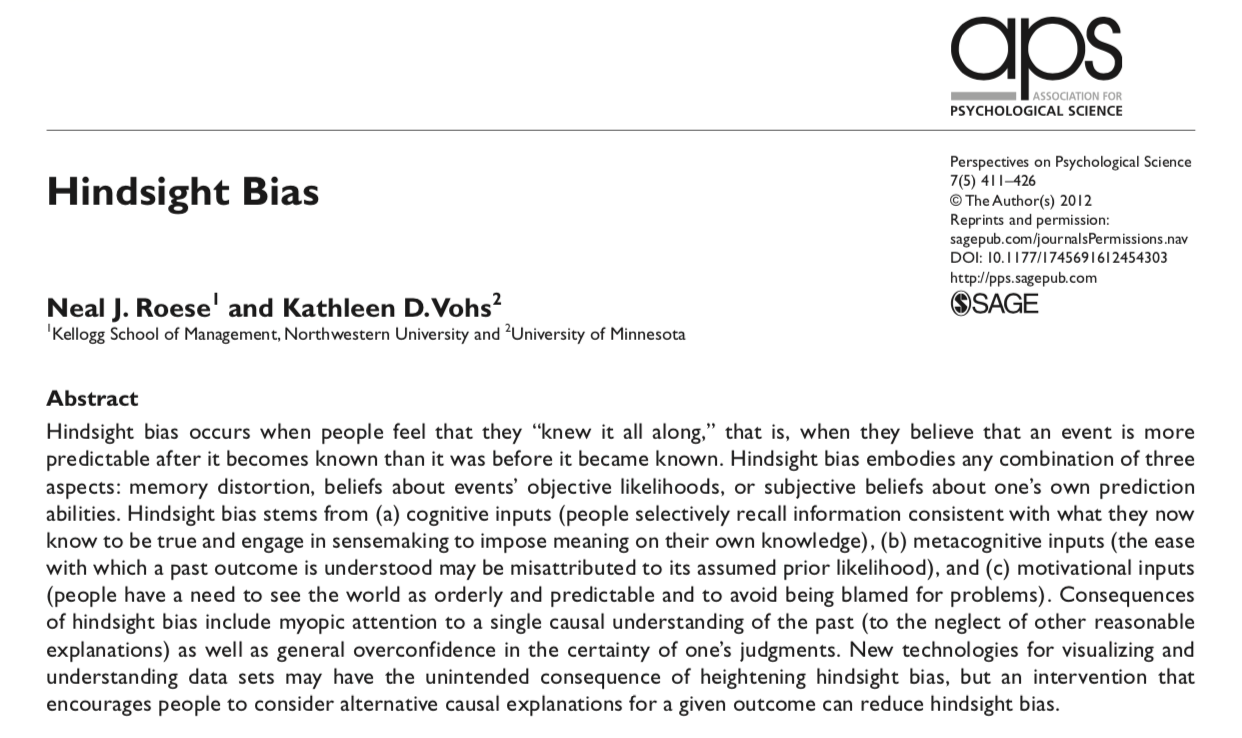 aps
ASSOCIATION FOR
PSYCHOLOGICAL SCIENCE
Hindsight Bias
Perspectives on Psychological Science
7(5) 411–426
© The Author(s) 2012
Reprints and permission:
sagepub.com/journalsPermissions.nav
DOI: 10.1177/1745691612454303
http://pps.sagepub.com
SAGE
Neal J. Roese1 and Kathleen D. Vohs2
1Kellogg School of Management, Northwestern University and 2University of Minnesota
Abstract
Hindsight bias occurs when people feel that they “knew it all along,” that is, when they believe that an event is more
predictable after it becomes known than it was before it became known. Hindsight bias embodies any combination of three
aspects: memory distortion, beliefs about events’ objective likelihoods, or subjective beliefs about one’s own prediction
abilities. Hindsight bias stems from (a) cognitive inputs (people selectively recall information consistent with what they now
know to be true and engage in sensemaking to impose meaning on their own knowledge), (b) metacognitive inputs (the ease
with which a past outcome is understood may be misattributed to its assumed prior likelihood), and (c) motivational inputs
(people have a need to see the world as orderly and predictable and to avoid being blamed for problems). Consequences
of hindsight bias include myopic attention to a single causal understanding of the past (to the neglect of other reasonable
explanations) as well as general overconfidence in the certainty of one’s judgments. New technologies for visualizing and
understanding data sets may have the unintended consequence of heightening hindsight bias, but an intervention that
encourages people to consider alternative causal explanations for a given outcome can reduce hindsight bias.